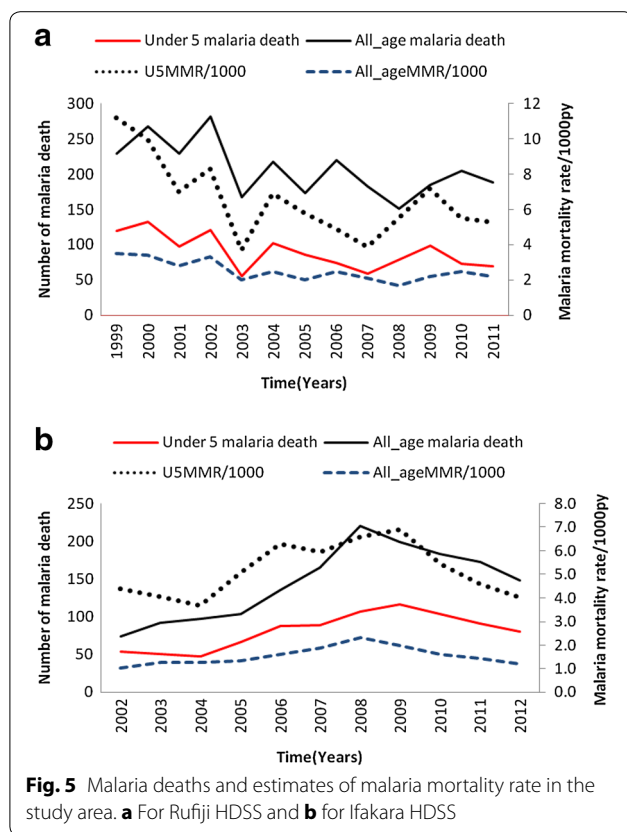 a
Under 5 malaria death All_age malaria death
U5MMR/1000 All_ageMMR/1000
Number of malaria death
300
250
200
150
100
50
0
Malaria mortality rate/1000py
12
10
8
6
4
2
0
1999 2000 2001 2002 2003 2004 2005 2006 2007 2008 2009 2010 2011
Time(Years)
b
Under 5 malaria death All_age malaria death
U5MMR/1000 All_ageMMR/1000
Number of malaria death
250
200
150
100
50
0
Malaria mortality rate/1000py
8.0
7.0
6.0
5.0
4.0
3.0
2.0
1.0
0.0
2002 2003 2004 2005 2006 2007 2008 2009 2010 2011 2012
Time(Years)
Fig. 5 Malaria deaths and estimates of malaria mortality rate in the
study area. a For Rufiji HDSS and b for Ifakara HDSS